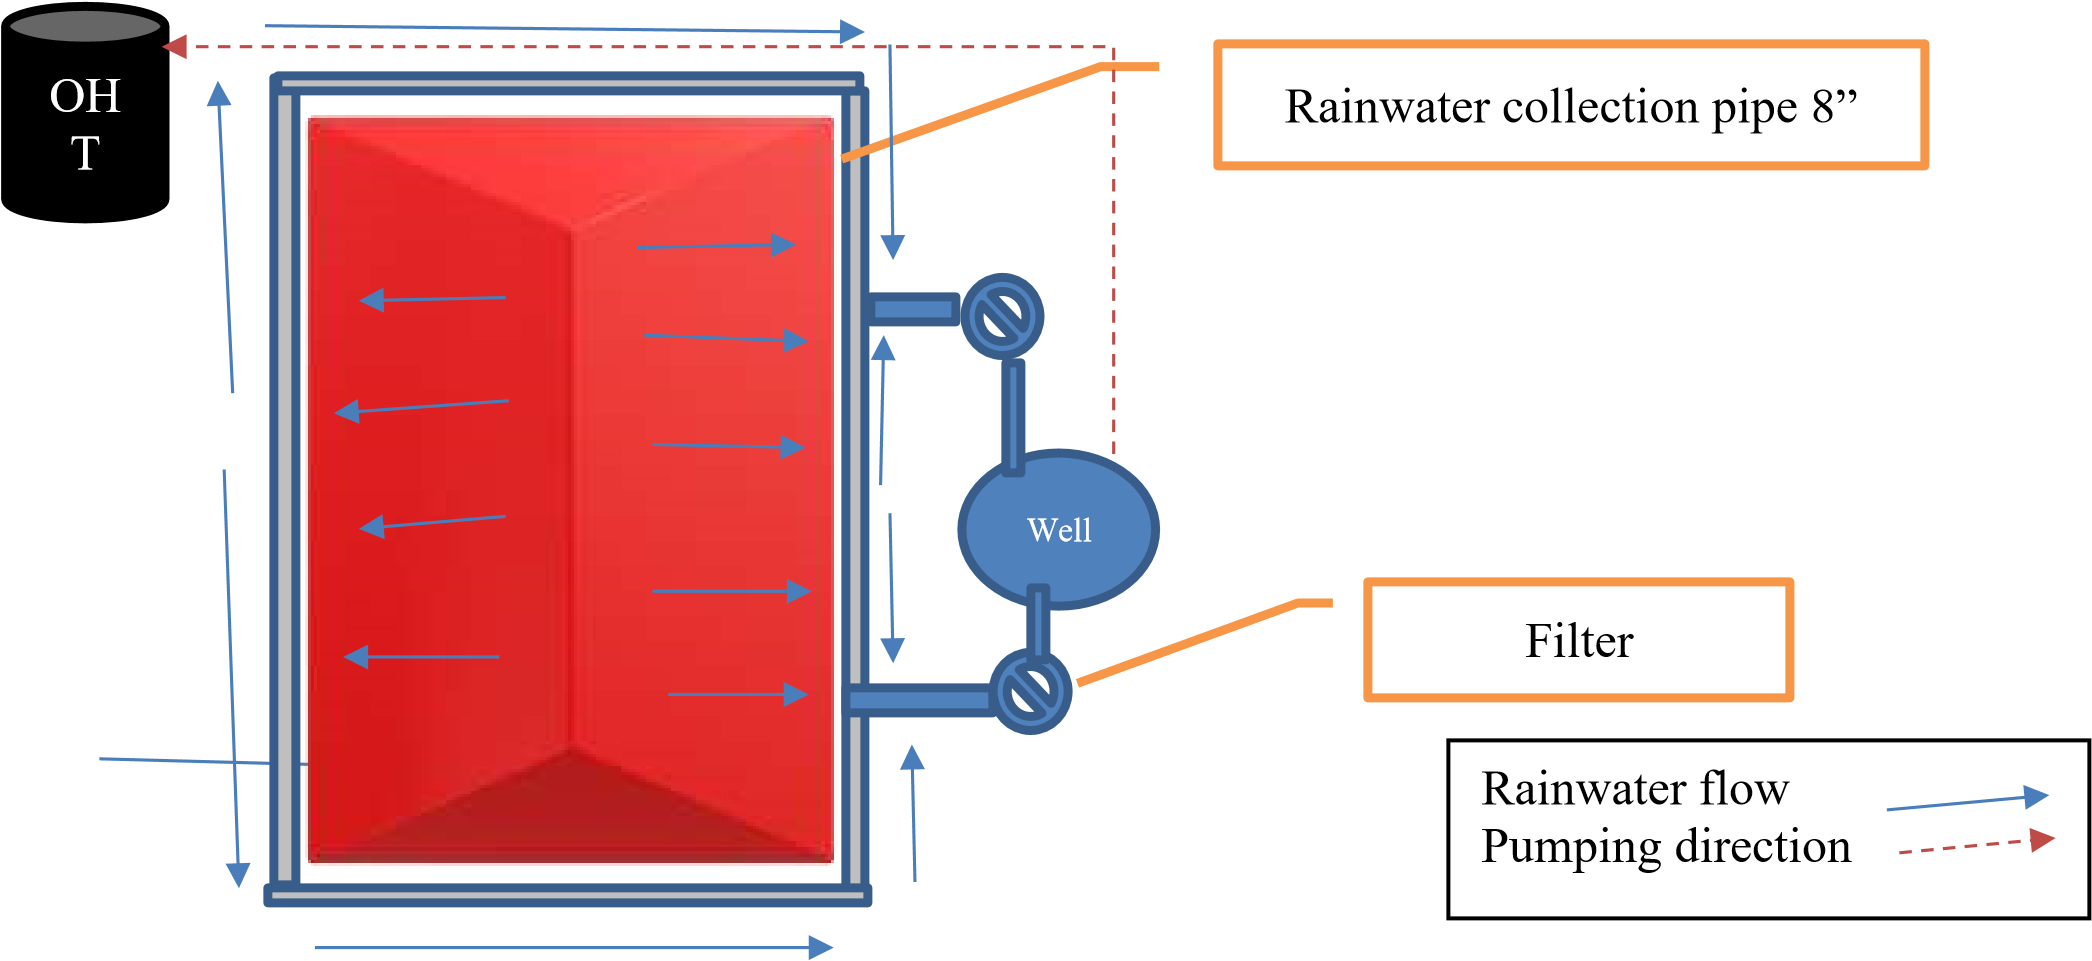 OH
T
Rainwater collection pipe 8”
Well
Filter
Rainwater flow
Pumping direction